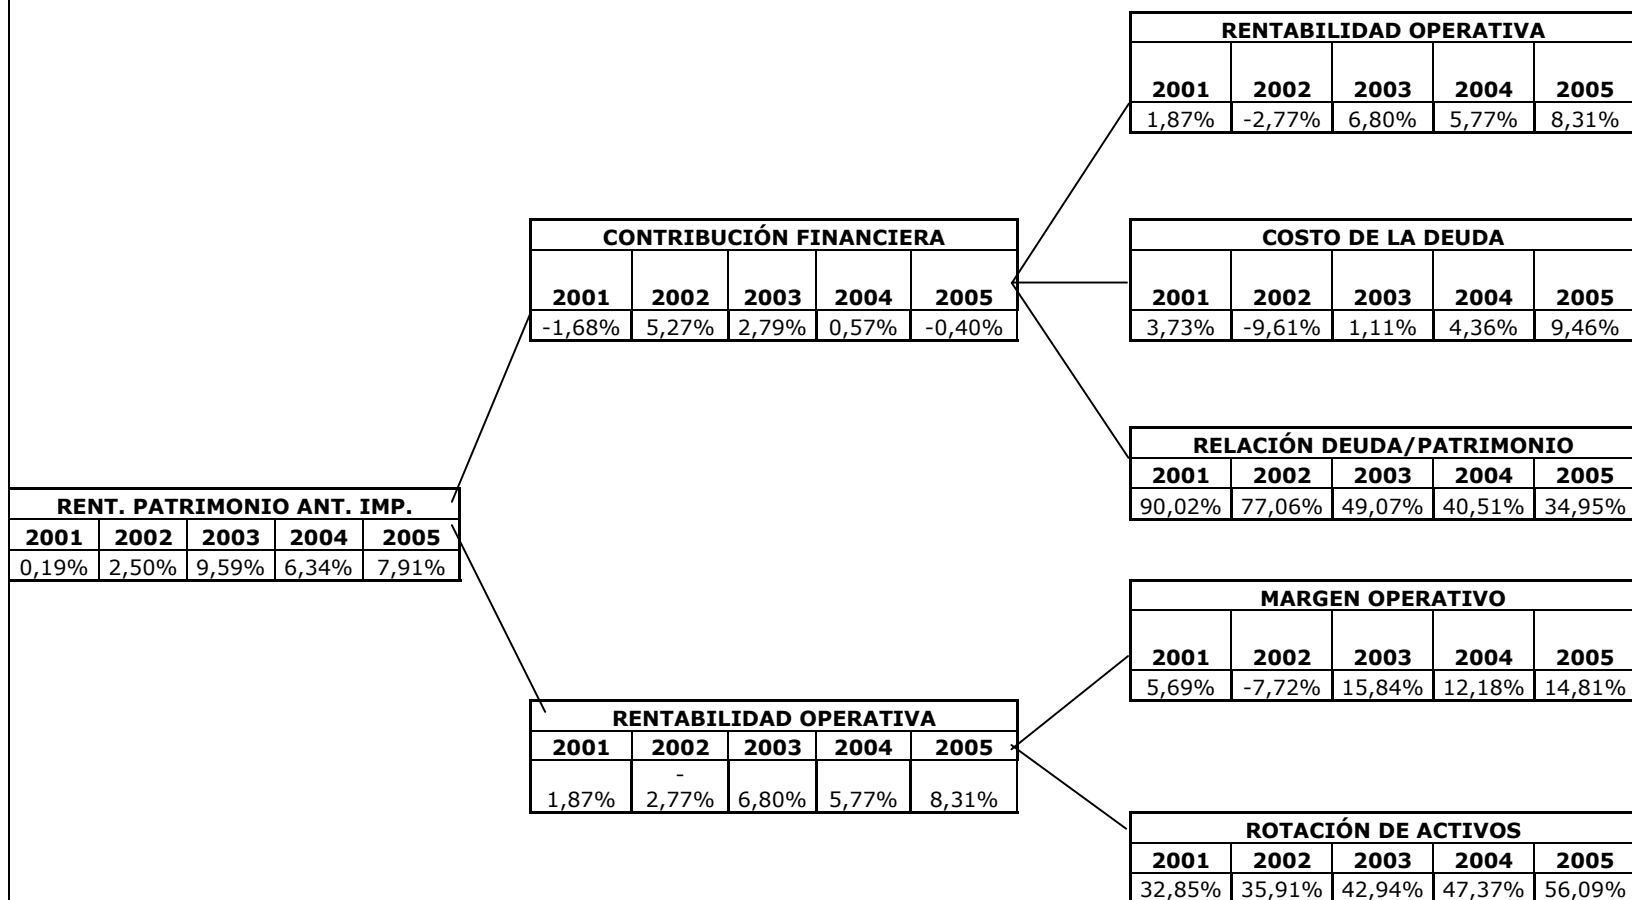 RENTABILIDAD OPERATIVA
2001 2002 2003 2004 2005
1,87% -2,77% 6,80% 5,77% 8,31%
CONTRIBUCIÓN FINANCIERA
2001 2002 2003 2004 2005
-1,68% 5,27% 2,79% 0,57% -0,40%
COSTO DE LA DEUDA
2001 2002 2003 2004 2005
3,73% -9,61% 1,11% 4,36% 9,46%
RELACIÓN DEUDA/PATRIMONIO
2001 2002 2003 2004 2005
90,02% 77,06% 49,07% 40,51% 34,95%
RENT. PATRIMONIO ANT. IMP.
2001 2002 2003 2004 2005
0,19% 2,50% 9,59% 6,34% 7,91%
MARGEN OPERATIVO
2001 2002 2003 2004 2005
5,69% -7,72% 15,84% 12,18% 14,81%
RENTABILIDAD OPERATIVA
2001 2002 2003 2004 2005
-
1,87% 2,77% 6,80% 5,77% 8,31%
ROTACIÓN DE ACTIVOS
2001 2002 2003 2004 2005
32,85% 35,91% 42,94% 47,37% 56,09%